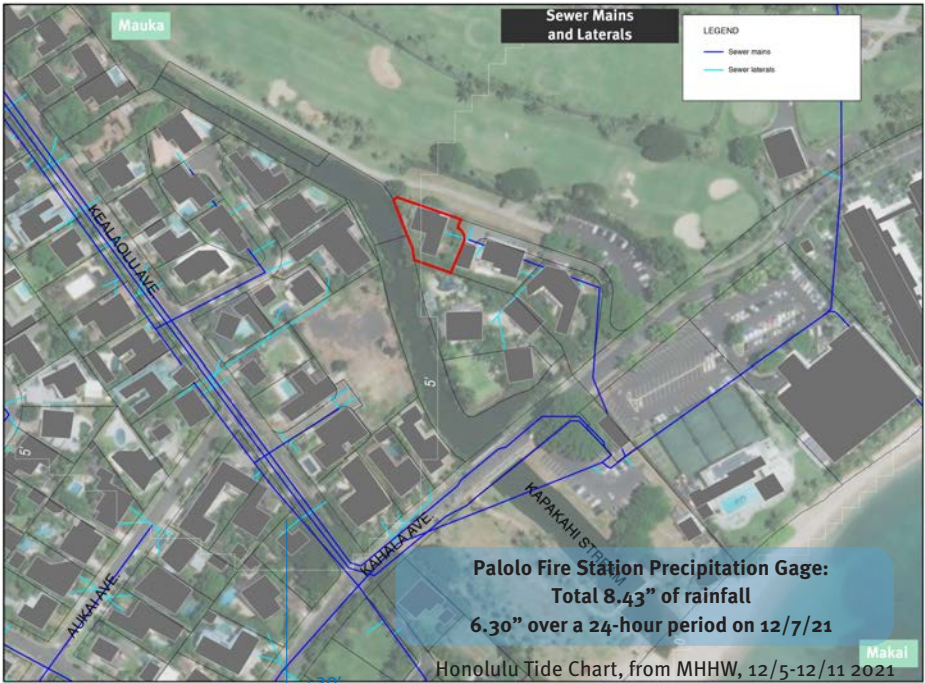 Mauka
Sewer Mains
and Laterals
LEGEND
Sewer mains
Sewer laterals
KEALAOLU AVE.
5'
5'
KAHALA AVE.
KAPAKAHI STREAM
AUKAI AVE.
Palolo Fire Station Precipitation Gage:
Total 8.43” of rainfall
6.30” over a 24-hour period on 12/7/21
Makai
Honolulu Tide Chart, from MHHW, 12/5-12/11 2021